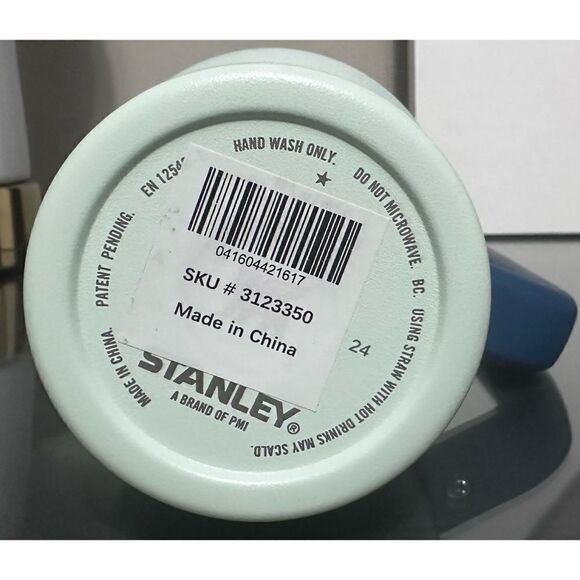 HAND WASH ONLY.
DO NOT MICROWAVE. BC. USING STRAW WITH HOT DRINKS MAY SCALD.
MADE IN CHINA. PATENT PENDING. EN
041604421617
SKU # 3123350
Made in China
24
STANLEY®
A BRAND OF PMI